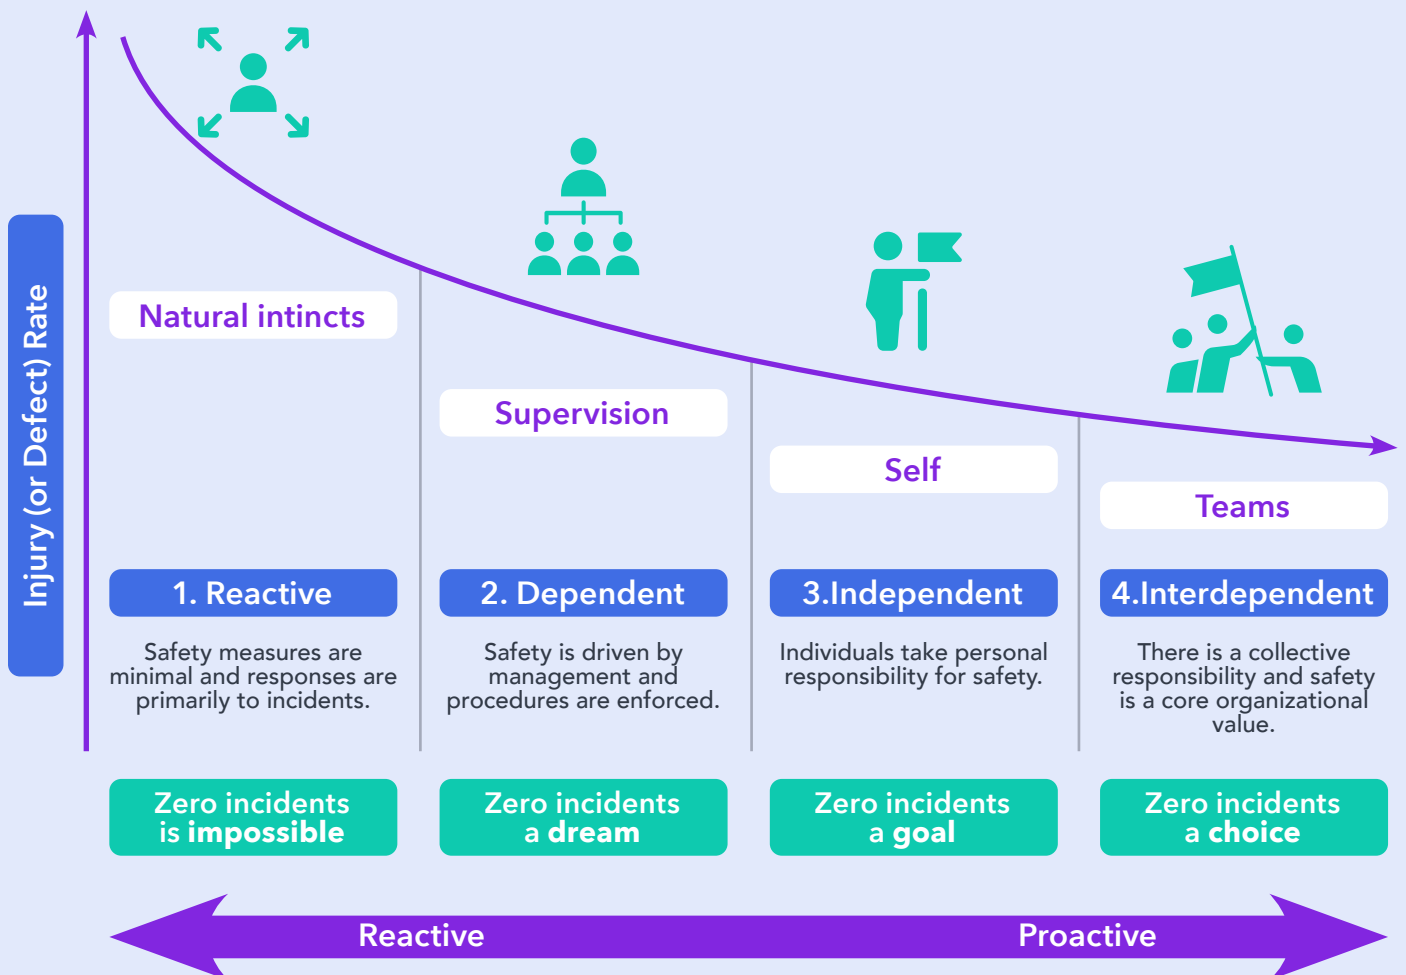 Injury (or Defect) Rate
Natural intincts
Supervision
Self
Teams
1. Reactive
Safety measures are
minimal and responses are
primarily to incidents.
2. Dependent
Safety is driven by
management and
procedures are enforced.
3.Independent
Individuals take personal
responsibility for safety.
4.Interdependent
There is a collective
responsibility and safety
is a core organizational
value.
Zero incidents
is impossible
Zero incidents
a dream
Zero incidents
a goal
Zero incidents
a choice
Reactive
Proactive